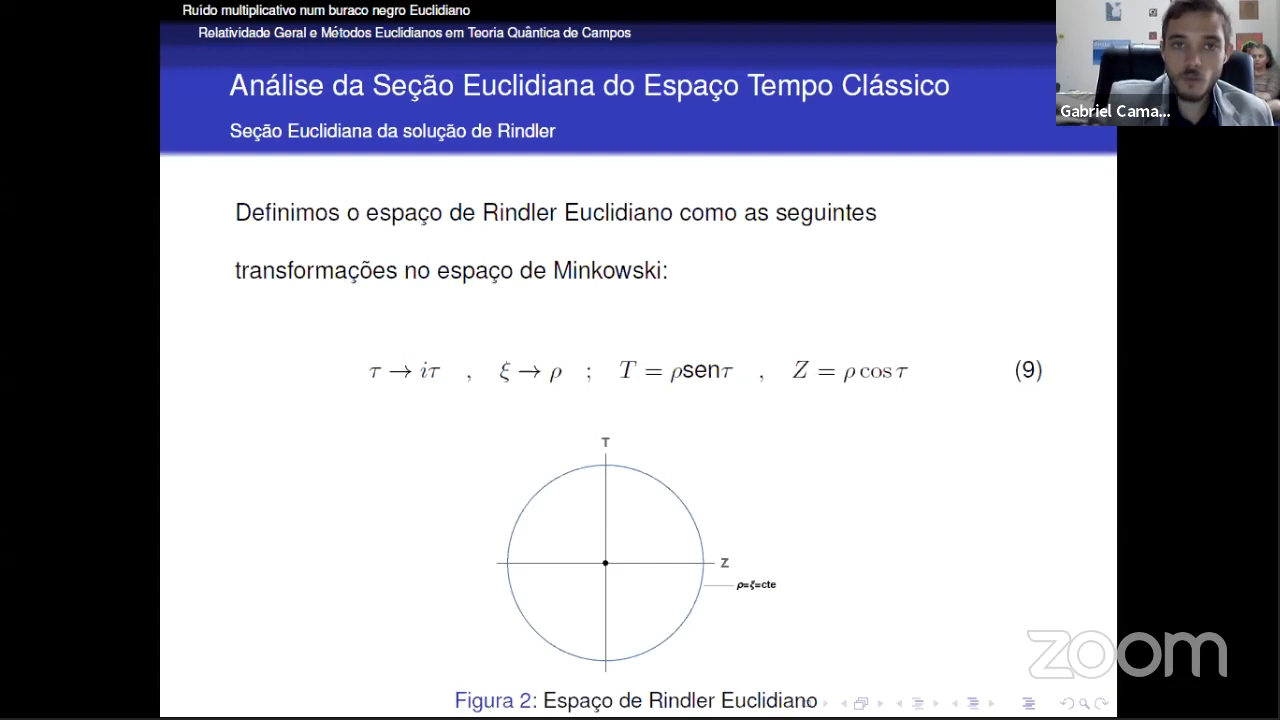 Ruído multiplicativo num buraco negro Euclidiano
Relatividade Geral e Métodos Euclidianos em Teoria Quântica de Campos
Análise da Seção Euclidiana do Espaço Tempo Clássico
Seção Euclidiana da solução de Rindler
Gabriel Cama...
Definimos o espaço de Rindler Euclidiano como as seguintes
transformações no espaço de Minkowski:
τ → iτ , ξ → ρ ; T = ρsenτ , Z = ρ cos τ (9)
T
Z
ρ=ξ=cte
zoom
Figura 2: Espaço de Rindler Euclidiano